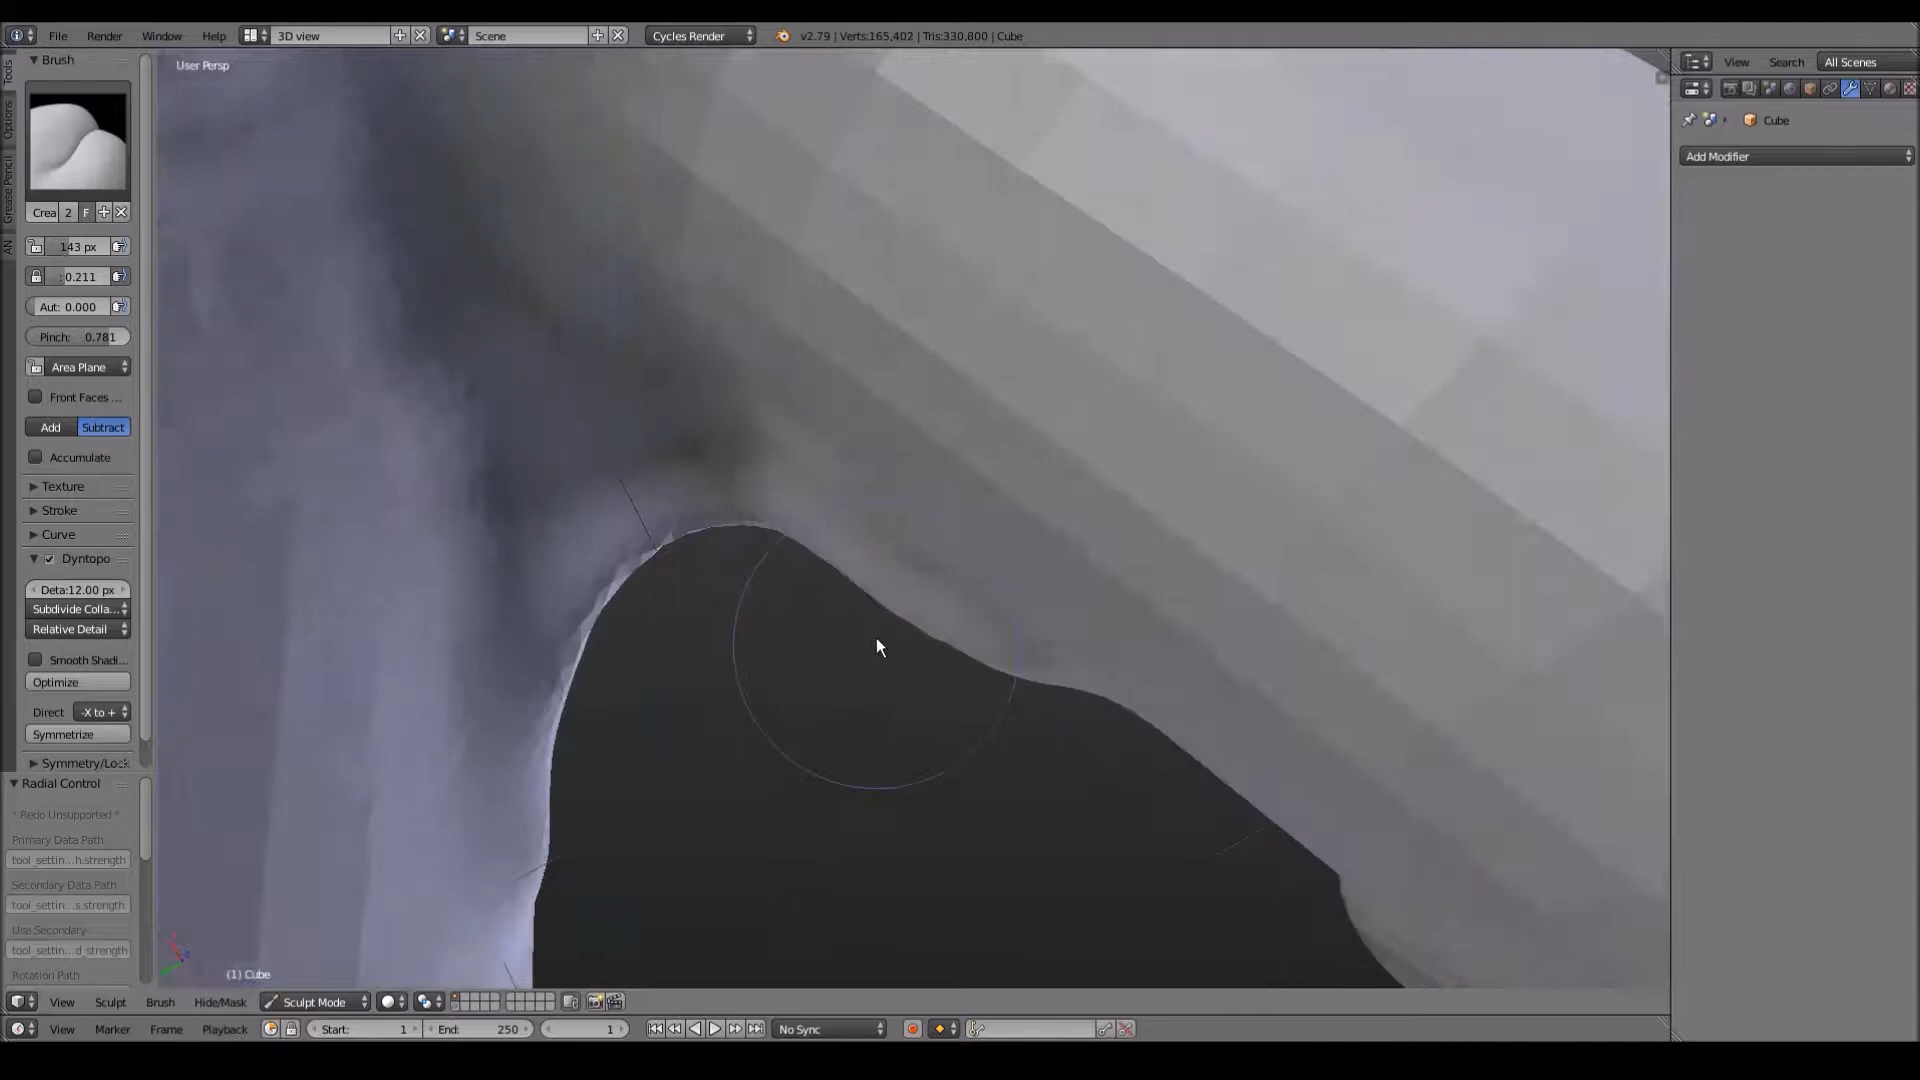 File Render Window Help 3D view Scene Cycles Render v2.79 | Verts:165,402 | Tris:330,800 | Cube
View Search All Scenes
Tools
Options
Grease Pencil
AN
Brush
User Persp
Cube
Add Modifier
Crea 2 F
143 px
: 0.211
Aut: 0.000
Pinch: 0.781
Area Plane
Front Faces ...
Add Subtract
Accumulate
Texture
Stroke
Curve
Dyntopo
Deta:12.00 px
Subdivide Colla...
Relative Detail
Smooth Shadi...
Optimize
Direct -X to +
Symmetrize
Symmetry/Lock
Radial Control
* Redo Unsupported *
Primary Data Path
tool_settin...h.strength
Secondary Data Path
tool_settin...s.strength
Use Secondary
tool_settin...d_strength
Rotation Path
(1) Cube
View Sculpt Brush Hide/Mask Sculpt Mode
View Marker Frame Playback Start: 1 End: 250 1 No Sync